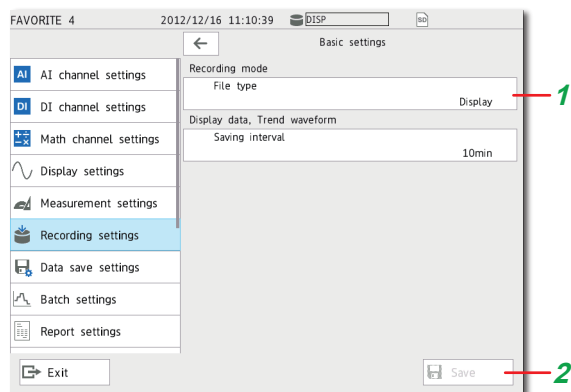 FAVORITE 4 2012/12/16 11:10:39 DISP SD
Basic settings
Recording mode
File type
Display
Display data, Trend waveform
Saving interval
10min
AI AI channel settings
DI DI channel settings
Math channel settings
Display settings
Measurement settings
Recording settings
Data save settings
Batch settings
Report settings
Exit
Save
1
2